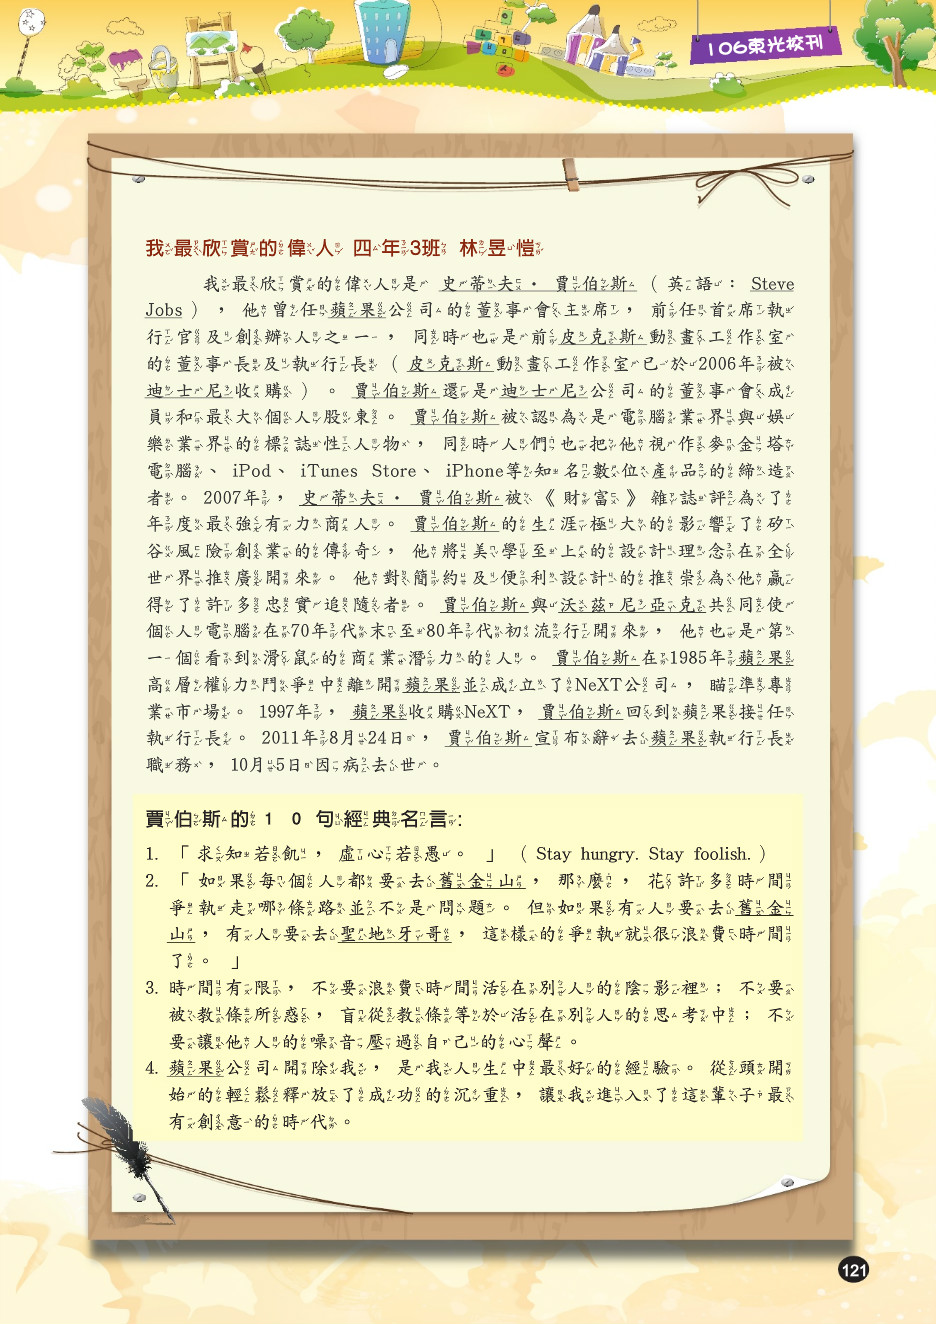 106東光校刊
我最欣賞的偉人 四年3班 林昱愷
我最欣賞的偉人是 史蒂夫・賈伯斯 ( 英語： Steve
Jobs ) ， 他曾任蘋果公司的董事會主席， 前任首席執
行官及創辦人之一， 同時也是前皮克斯動畫工作室
的董事長及執行長 ( 皮克斯動畫工作室已於2006年被
迪士尼收購 ) 。 賈伯斯還是迪士尼公司的董事會成
員和最大個人股東。 賈伯斯被認為是電腦業界與娛
樂業界的標誌性人物， 同時人們也把他視作麥金塔
電腦、 iPod、 iTunes Store、 iPhone等知名數位產品的締造
者。 2007年， 史蒂夫・ 賈伯斯被《 財富》 雜誌評為了
年度最強有力商人。 賈伯斯的生涯極大的影響了矽
谷風險創業的傳奇， 他將美學至上的設計理念在全
世界推廣開來。 他對簡約及便利設計的推崇為他贏
得了許多忠實追隨者。 賈伯斯與沃茲尼亞克共同使
個人電腦在70年代末至80年代初流行開來， 他也是第
一個看到滑鼠的商業潛力的人。 賈伯斯在1985年蘋果
高層權力鬥爭中離開蘋果並成立了NeXT公司， 瞄準專
業市場。 1997年， 蘋果收購NeXT， 賈伯斯回到蘋果接任
執行長。 2011年8月24日， 賈伯斯宣布辭去蘋果執行長
職務， 10月5日因病去世。
賈伯斯的10句經典名言:
1. 「 求知若飢， 虛心若愚。 」 ( Stay hungry. Stay foolish. )
2. 「 如果每個人都要去舊金山， 那麼， 花許多時間
爭執走哪條路並不是問題。 但如果有人要去舊金
山， 有人要去聖地牙哥， 這樣的爭執就很浪費時間
了。 」
3. 時間有限， 不要浪費時間活在別人的陰影裡； 不要
被教條所惑， 盲從教條等於活在別人的思考中； 不
要讓他人的噪音壓過自己的心聲。
4. 蘋果公司開除我， 是我人生中最好的經驗。 從頭開
始的輕鬆釋放了成功的沉重， 讓我進入了這輩子最
有創意的時代。
121